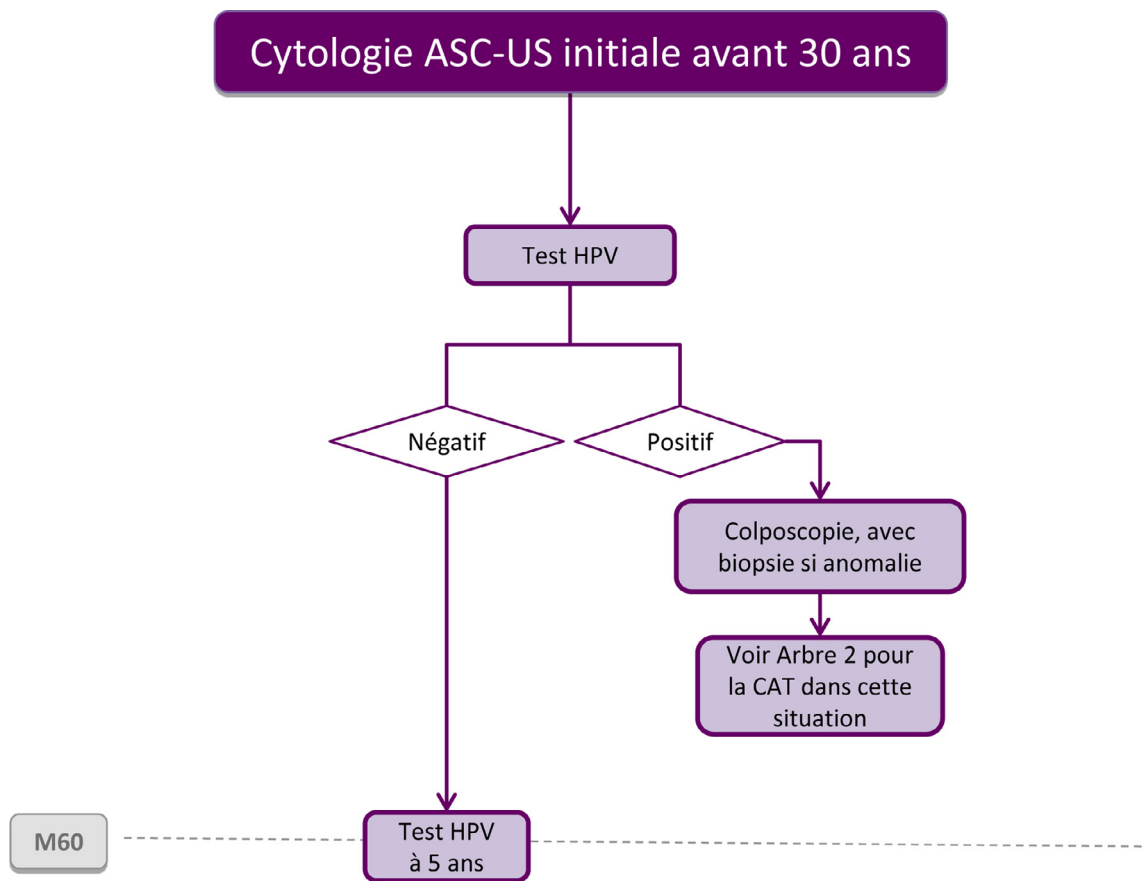 Cytologie ASC-US initiale avant 30 ans
Test HPV
Négatif
Positif
Colposcopie, avec
biopsie si anomalie
Voir Arbre 2 pour
la CAT dans cette
situation
M60
Test HPV
à 5 ans